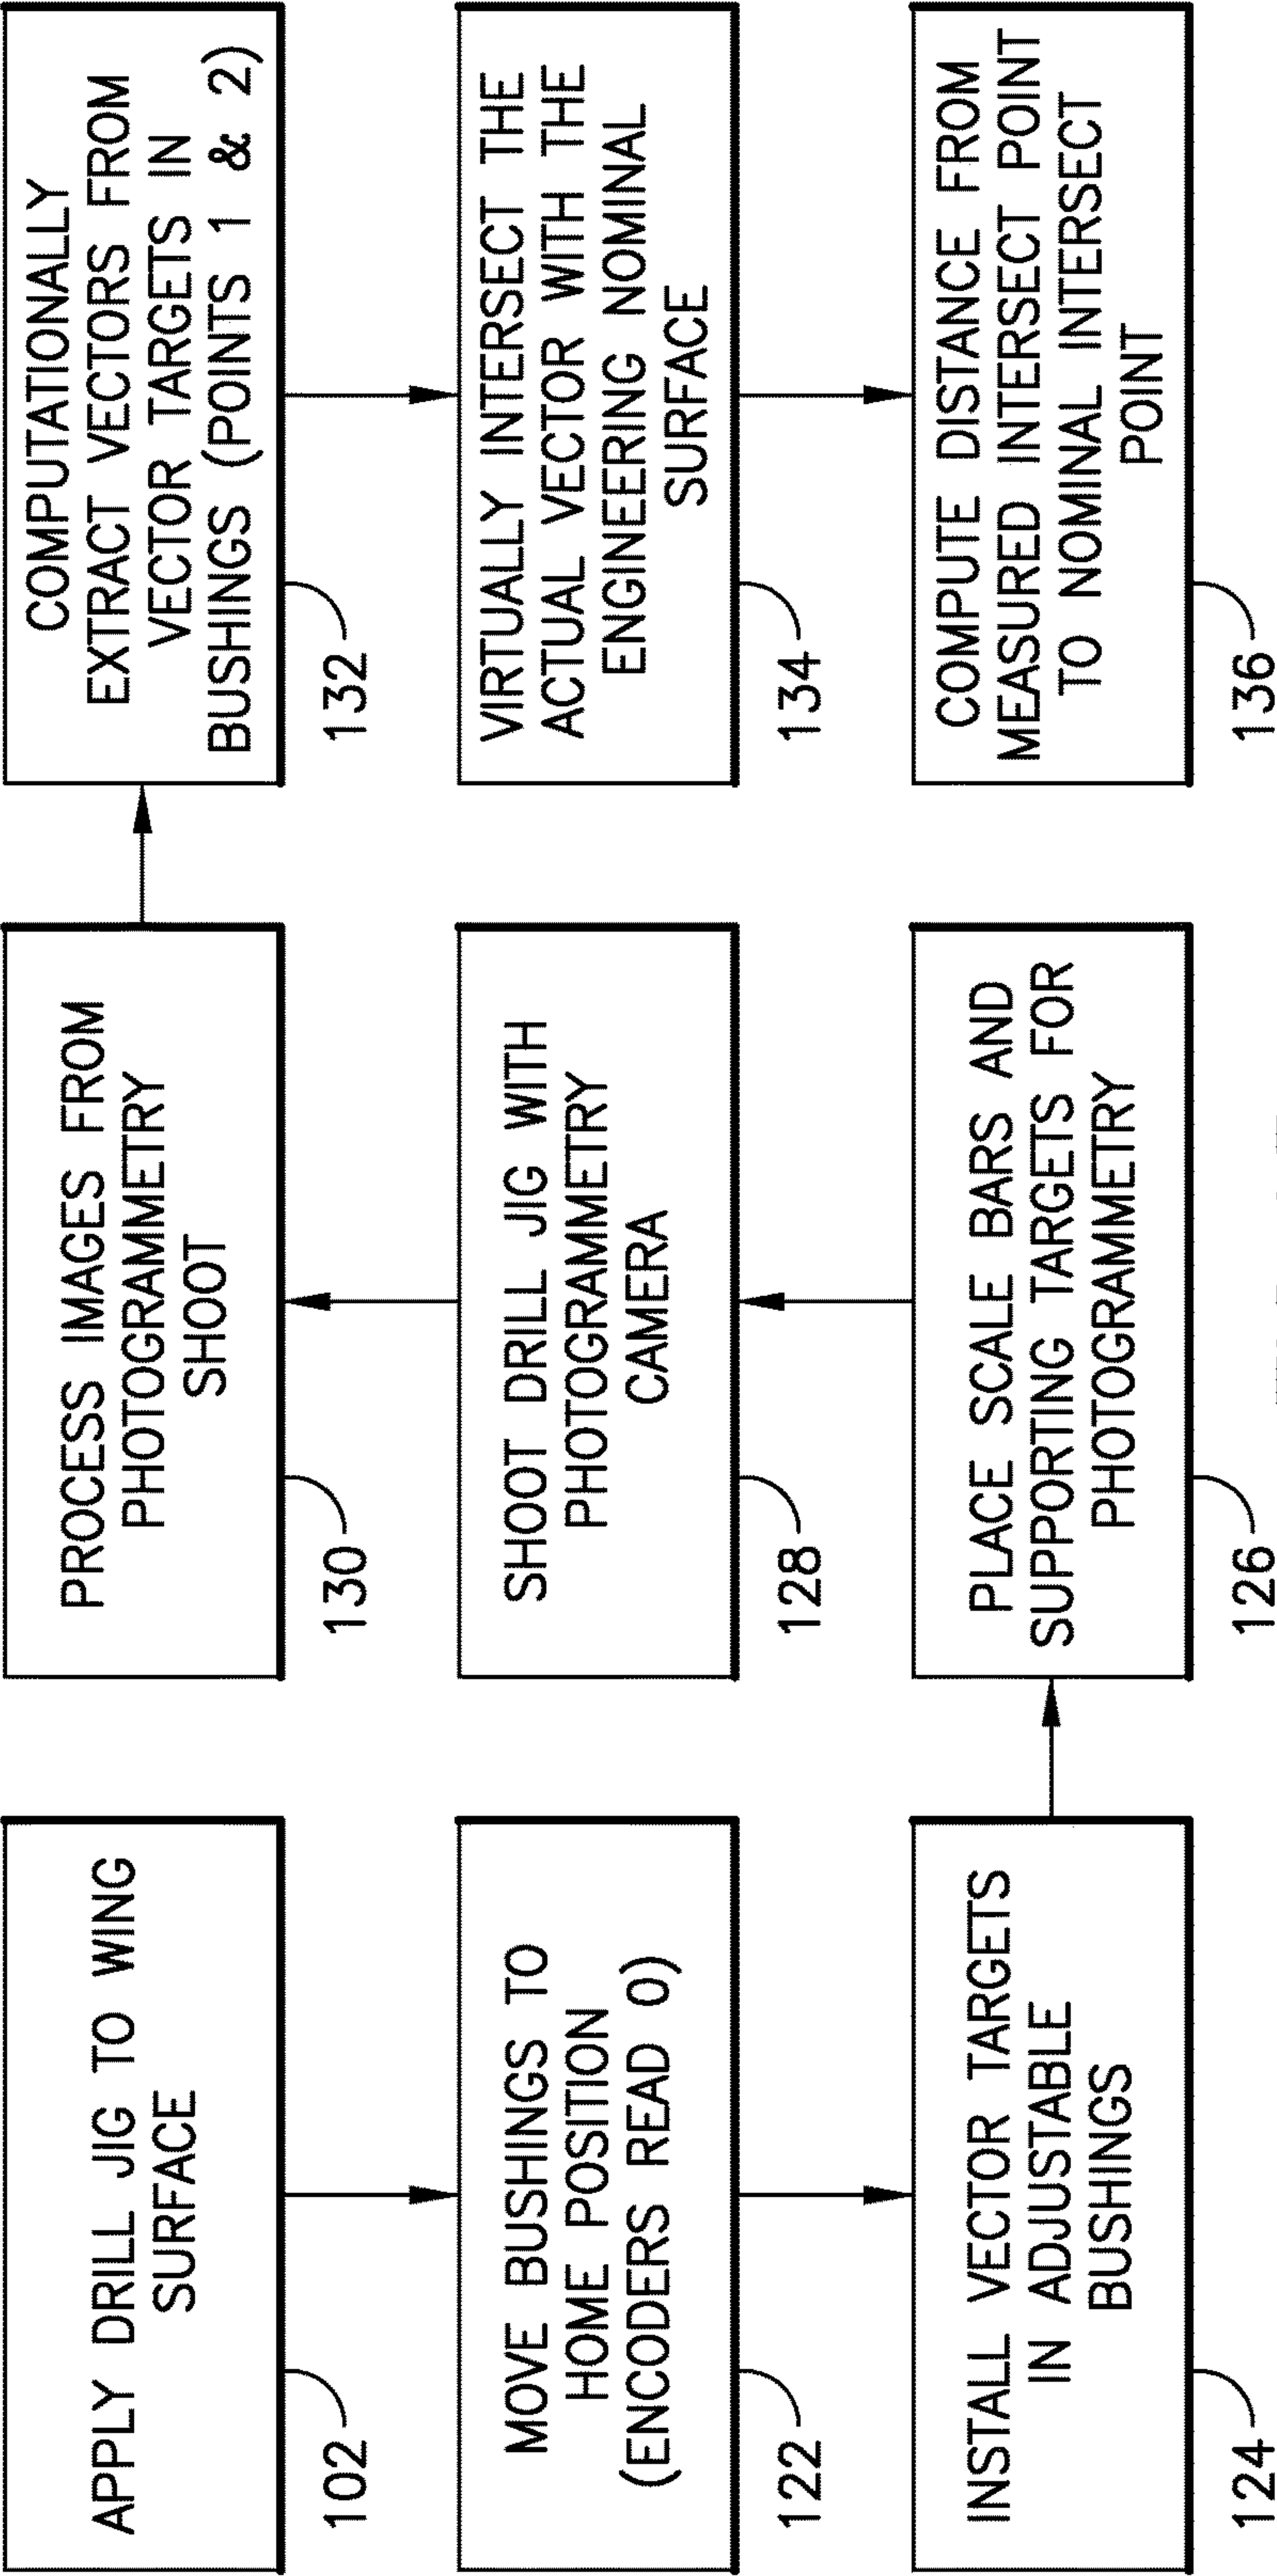 APPLY DRILL JIG TO WING
SURFACE
102
MOVE BUSHINGS TO
HOME POSITION
(ENCODERS READ 0)
122
INSTALL VECTOR TARGETS
IN ADJUSTABLE
BUSHINGS
124
PLACE SCALE BARS AND
SUPPORTING TARGETS FOR
PHOTOGRAMMETRY
126
SHOOT DRILL JIG WITH
PHOTOGRAMMETRY
CAMERA
128
PROCESS IMAGES FROM
PHOTOGRAMMETRY
SHOOT
130
COMPUTATIONALLY
EXTRACT VECTORS FROM
VECTOR TARGETS IN
BUSHINGS (POINTS 1 & 2)
132
VIRTUALLY INTERSECT THE
ACTUAL VECTOR WITH THE
ENGINEERING NOMINAL
SURFACE
134
COMPUTE DISTANCE FROM
MEASURED INTERSECT POINT
TO NOMINAL INTERSECT
POINT
136